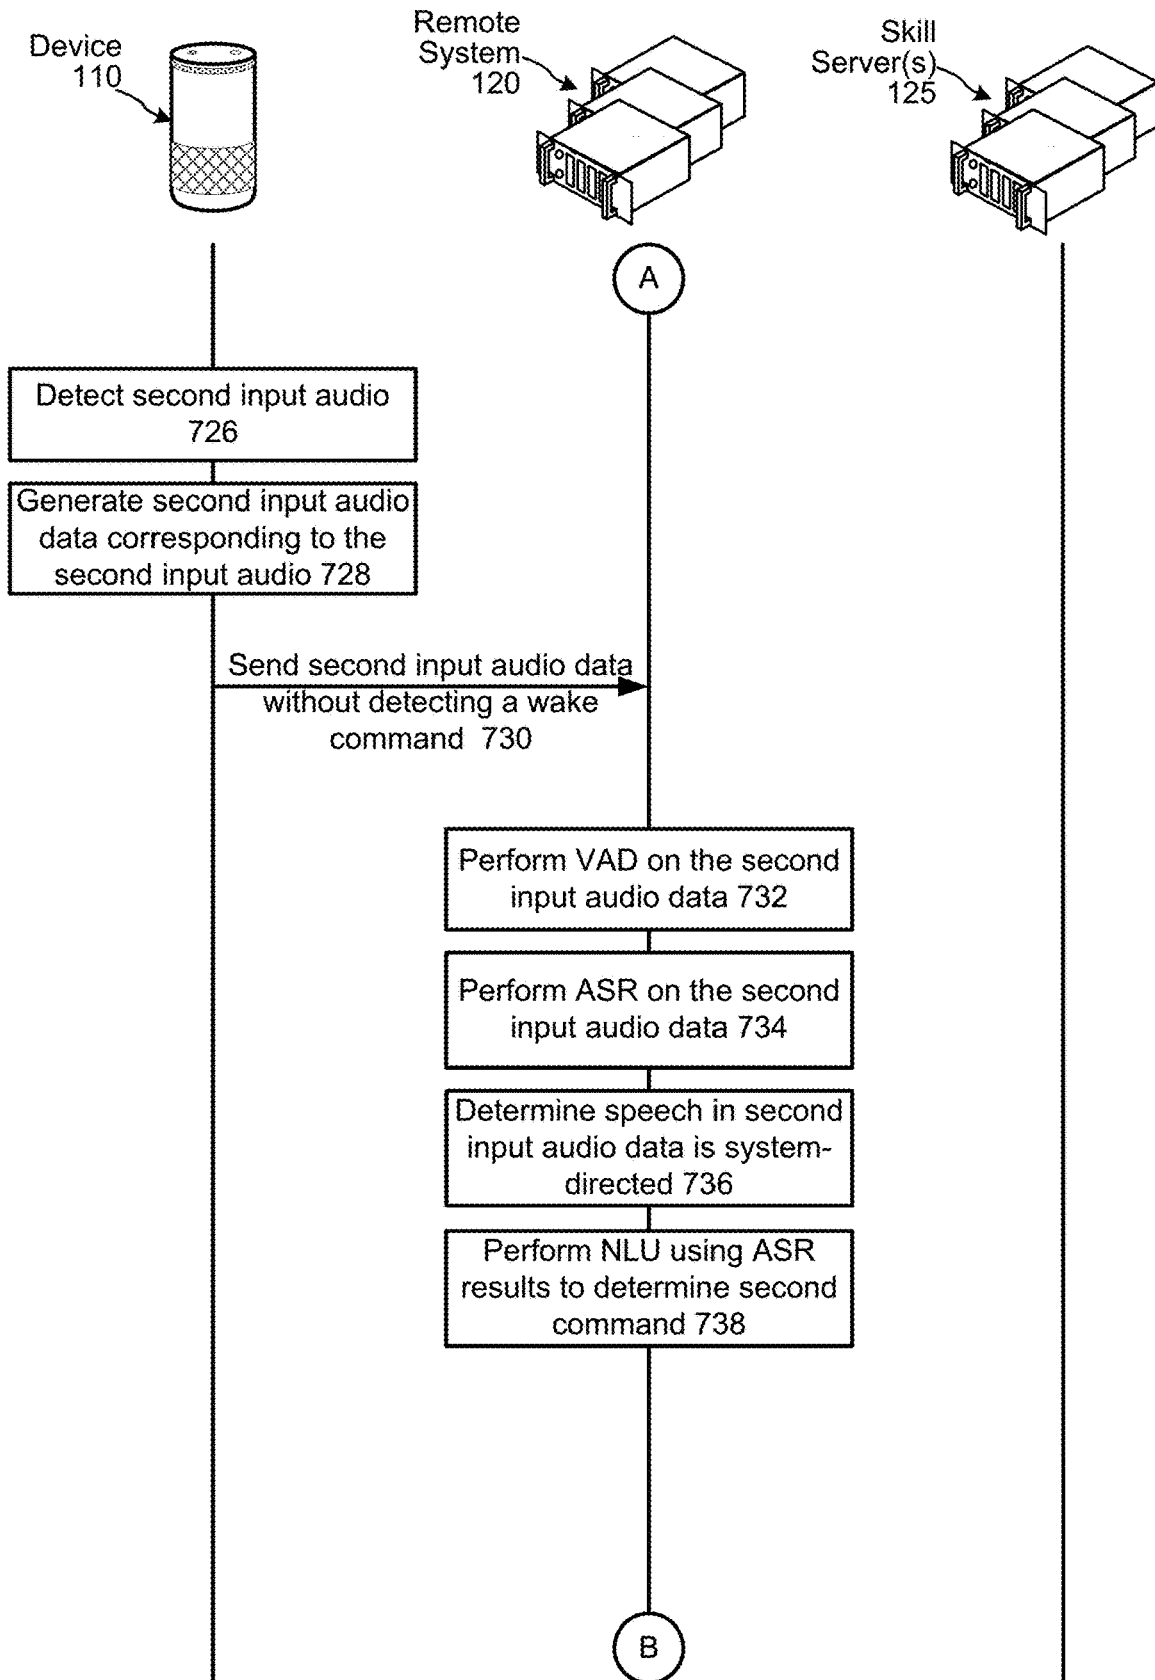 Device
110
Remote
System
120
Skill
Server(s)
125
A
Detect second input audio
726
Generate second input audio
data corresponding to the
second input audio 728
Send second input audio data
without detecting a wake
command 730
Perform VAD on the second
input audio data 732
Perform ASR on the second
input audio data 734
Determine speech in second
input audio data is system-
directed 736
Perform NLU using ASR
results to determine second
command 738
B